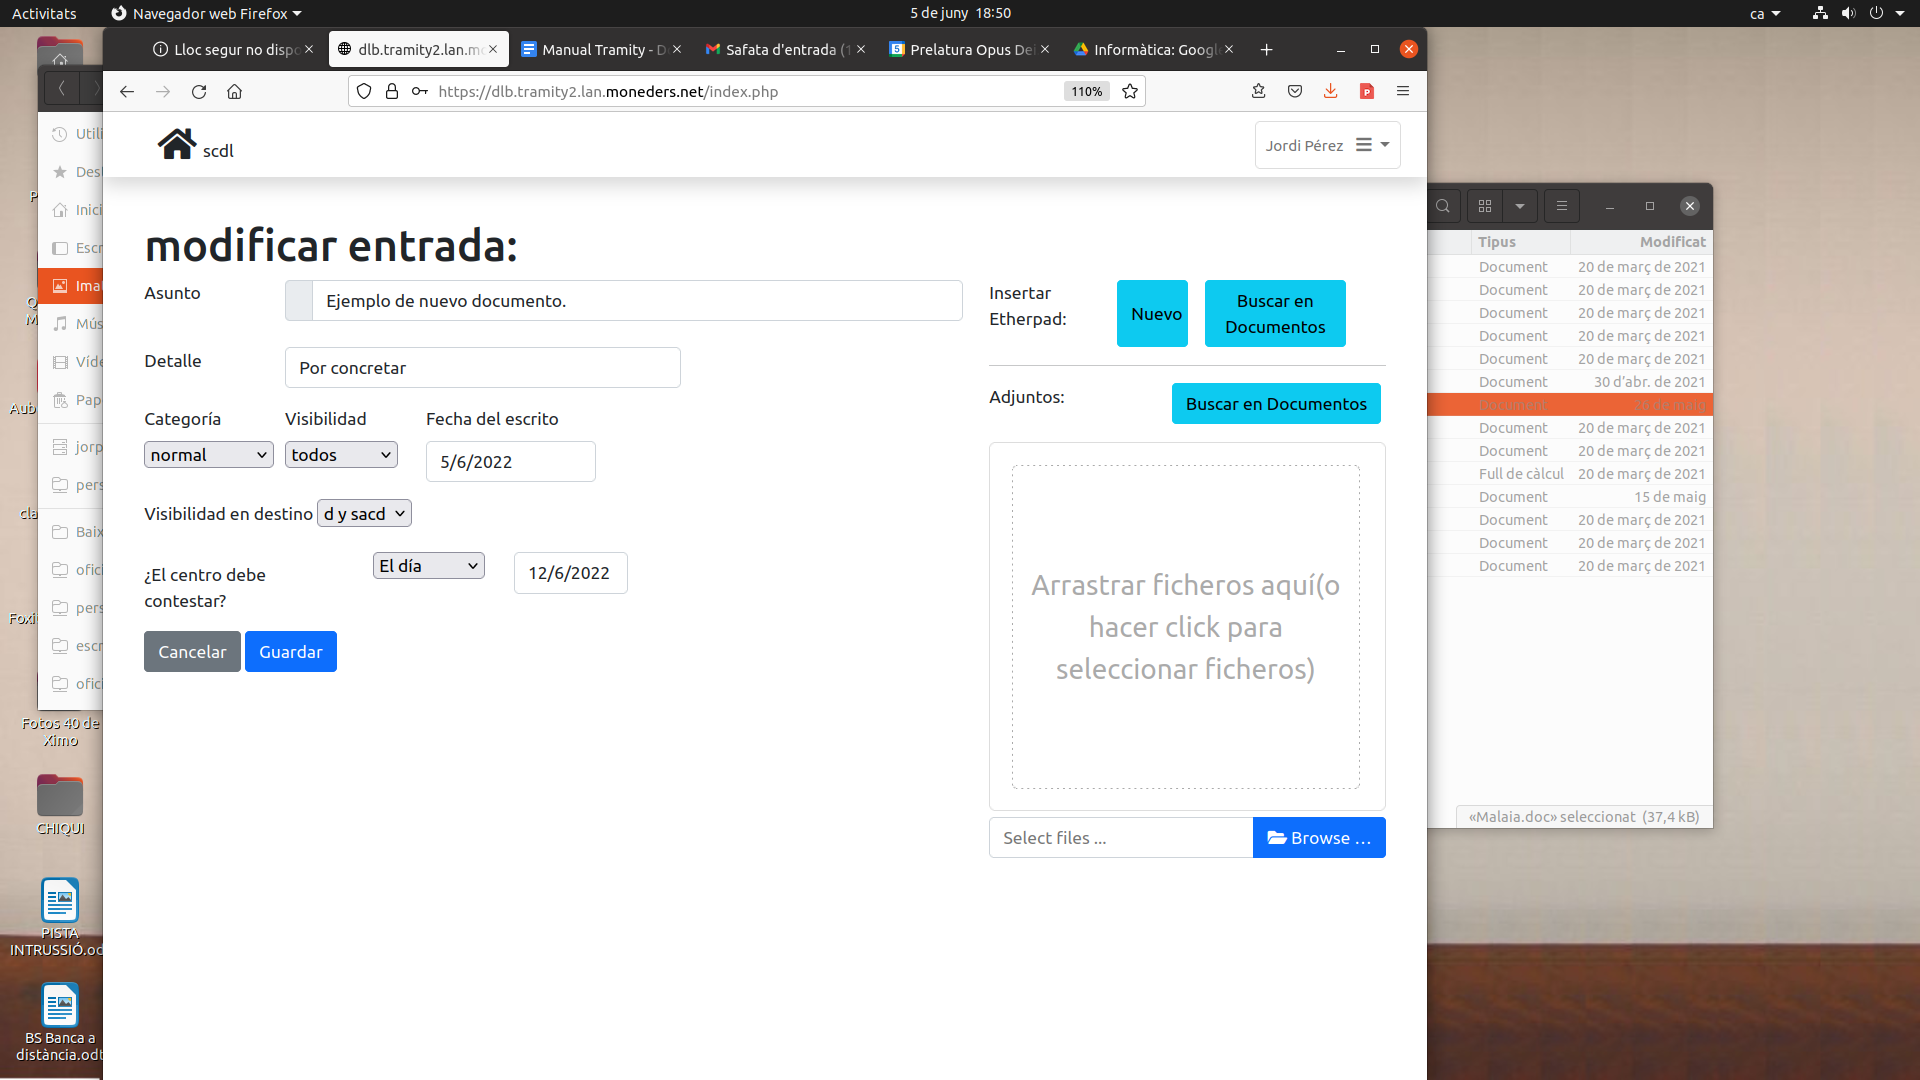 Activitats
Navegador web Firefox
5 de juny 18:50
ca
Lloc segur no dispo
dlb.tramity2.lan.mo
Manual Tramity - D
Safata d'entrada (1
Prelatura Opus Dei
Informàtica: Googl
https://dlb.tramity2.lan.moneders.net/index.php
110%
scdl
Jordi Pérez
modificar entrada:
Asunto
Ejemplo de nuevo documento.
Detalle
Por concretar
Categoría
Visibilidad
Fecha del escrito
normal
todos
5/6/2022
Visibilidad en destino
d y sacd
¿El centro debe
contestar?
El día
12/6/2022
Cancelar
Guardar
Insertar
Etherpad:
Nuevo
Buscar en
Documentos
Adjuntos:
Buscar en Documentos
Arrastrar ficheros aquí(o
hacer click para
seleccionar ficheros)
Select files ...
Browse ...
Utili
Des
Inici
Escr
Ima
Mús
Víde
Pap
jorp
pers
Baix
ofici
pers
escr
ofici
P
Q
M
Aub
cla
Foxi
Fotos 40 de
Ximo
CHIQUI
PISTA
INTRUSSIÓ.od
BS Banca a
distància.odt
Tipus
Modificat
Document 20 de març de 2021
Document 20 de març de 2021
Document 20 de març de 2021
Document 20 de març de 2021
Document 20 de març de 2021
Document 30 d'abr. de 2021
Document
Document 20 de març de 2021
Document 20 de març de 2021
Full de càlcul 20 de març de 2021
Document 15 de maig
Document 20 de març de 2021
Document 20 de març de 2021
Document 20 de març de 2021
«Malaia.doc» seleccionat (37,4 kB)